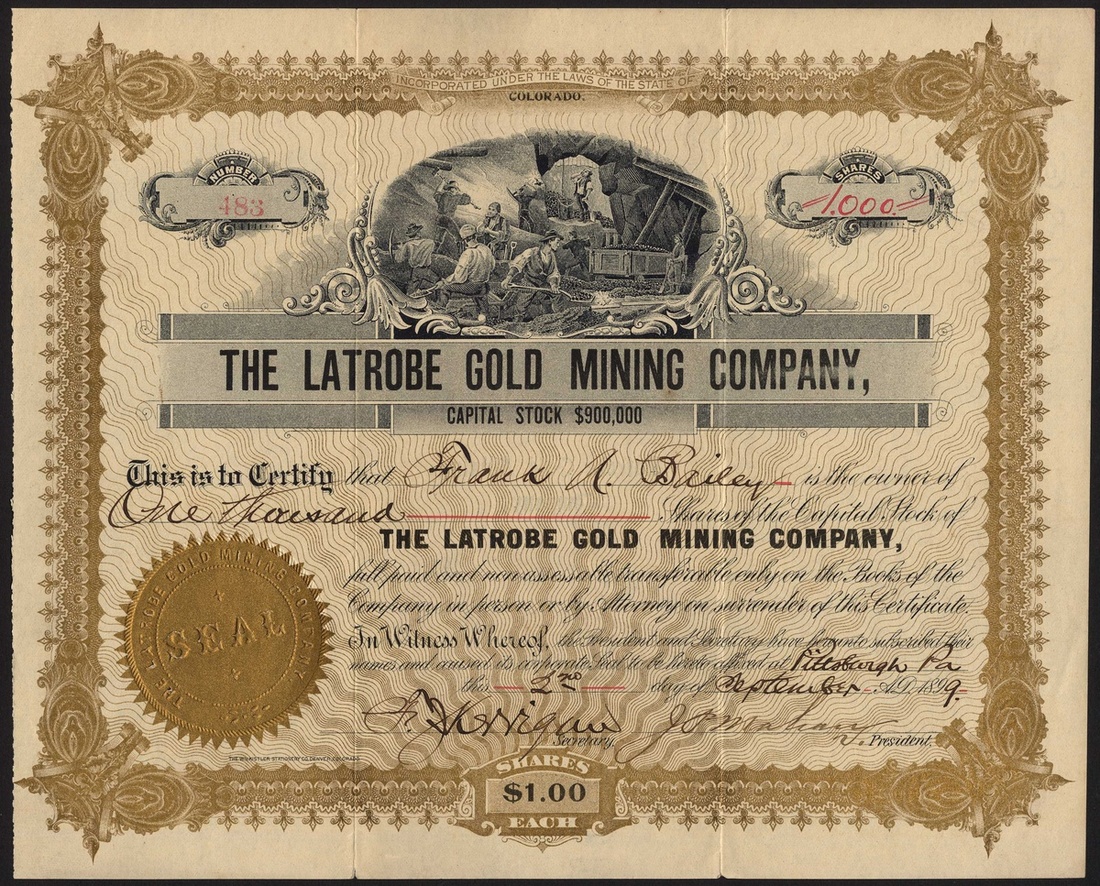 INCORPORATED UNDER THE LAWS OF THE STATE OF
COLORADO.
NUMBER
483
SHARES
1.000.
THE LATROBE GOLD MINING COMPANY,
CAPITAL STOCK $900,000
This is to Certify that Frank A. Bailey is the owner of
One Thousand Shares of the Capital Stock of
THE LATROBE GOLD MINING COMPANY,
full paid and non-assessable transferable only on the Books of the
Company in person or by Attorney on surrender of this Certificate.
In Witness Whereof, the President and Secretary have hereunto subscribed their
names and caused its corporate Seal to be hereto affixed at Pittsburgh Pa
this 2nd day of September A.D. 1899.
Secretary. President.
THE LATROBE GOLD MINING COMPANY
SEAL
SHARES
$1.00
EACH